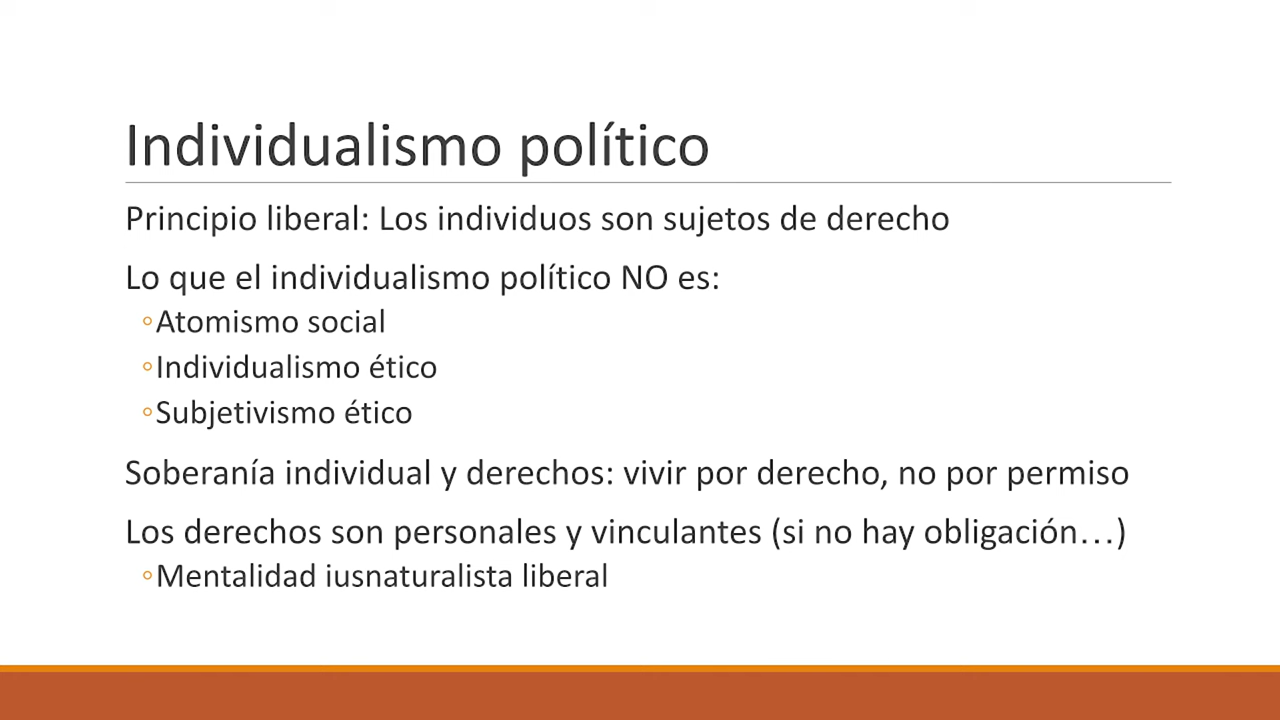 Individualismo político
Principio liberal: Los individuos son sujetos de derecho
Lo que el individualismo político NO es:
◦Atomismo social
◦Individualismo ético
◦Subjetivismo ético
Soberanía individual y derechos: vivir por derecho, no por permiso
Los derechos son personales y vinculantes (si no hay obligación…)
◦Mentalidad iusnaturalista liberal